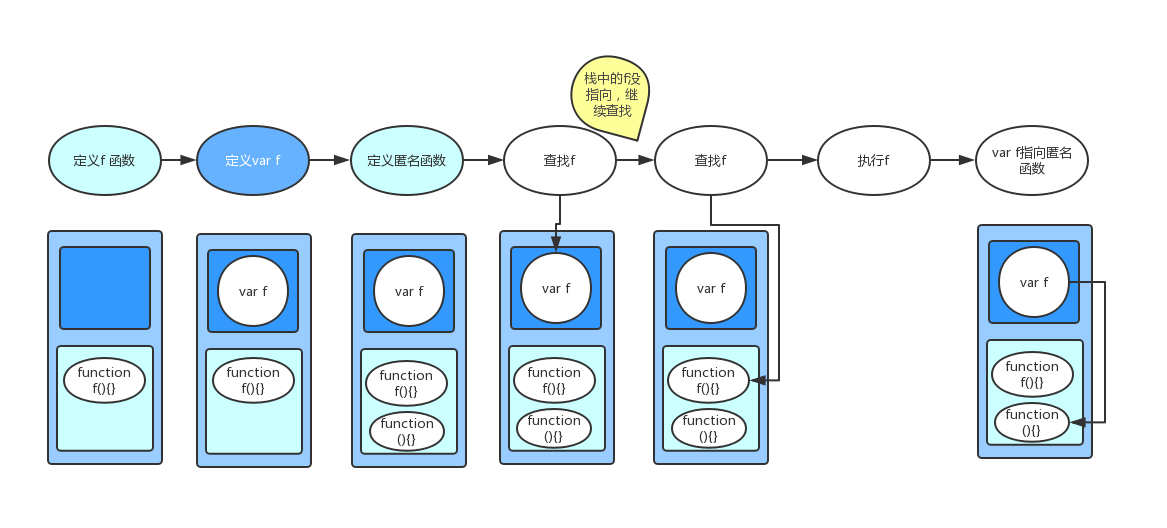 栈中的f没
指向，继
续查找
定义f 函数
定义var f
定义匿名函数
查找f
查找f
执行f
var f指向匿名
函数
function
f(){}
var f
function
f(){}
var f
function
f(){}
function
(){}
var f
function
f(){}
function
(){}
var f
function
f(){}
function
(){}
var f
function
f(){}
function
(){}